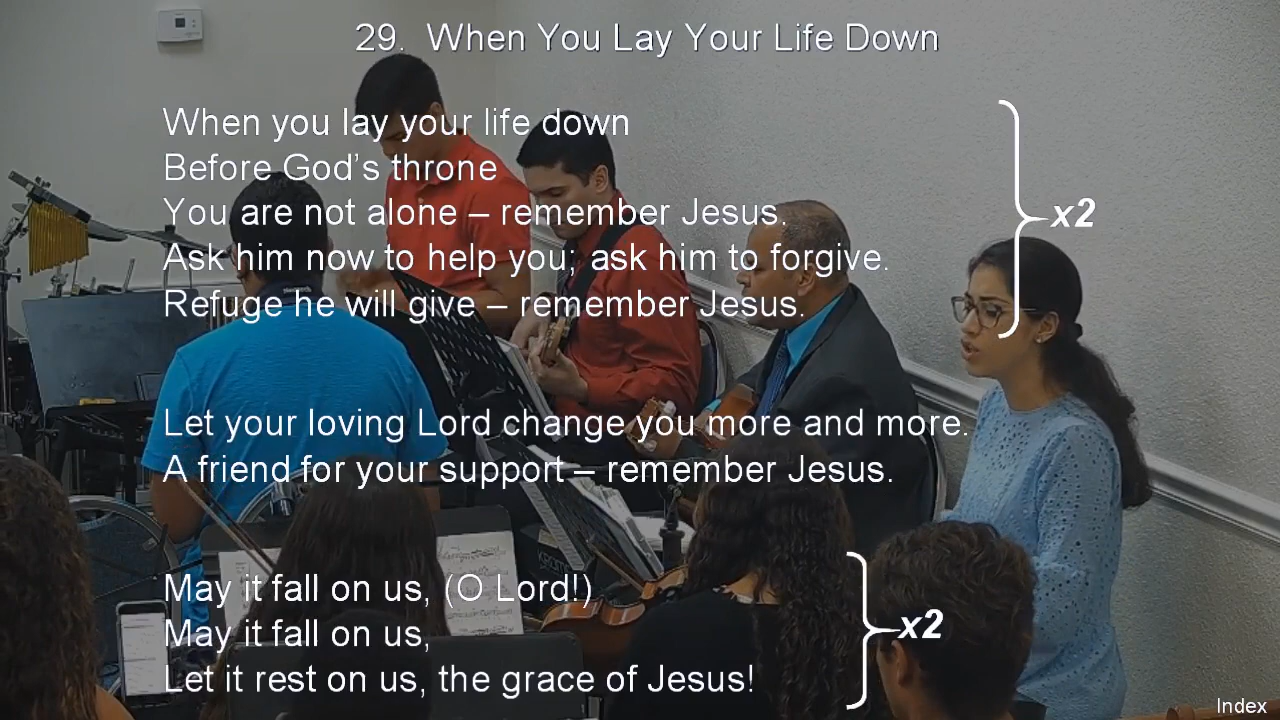 29. When You Lay Your Life Down
When you lay your life down
Before God's throne
You are not alone – remember Jesus.
Ask him now to help you; ask him to forgive.
Refuge he will give – remember Jesus.
x2
Let your loving Lord change you more and more.
A friend for your support – remember Jesus.
May it fall on us, (O Lord!)
May it fall on us,
Let it rest on us, the grace of Jesus!
x2
Index